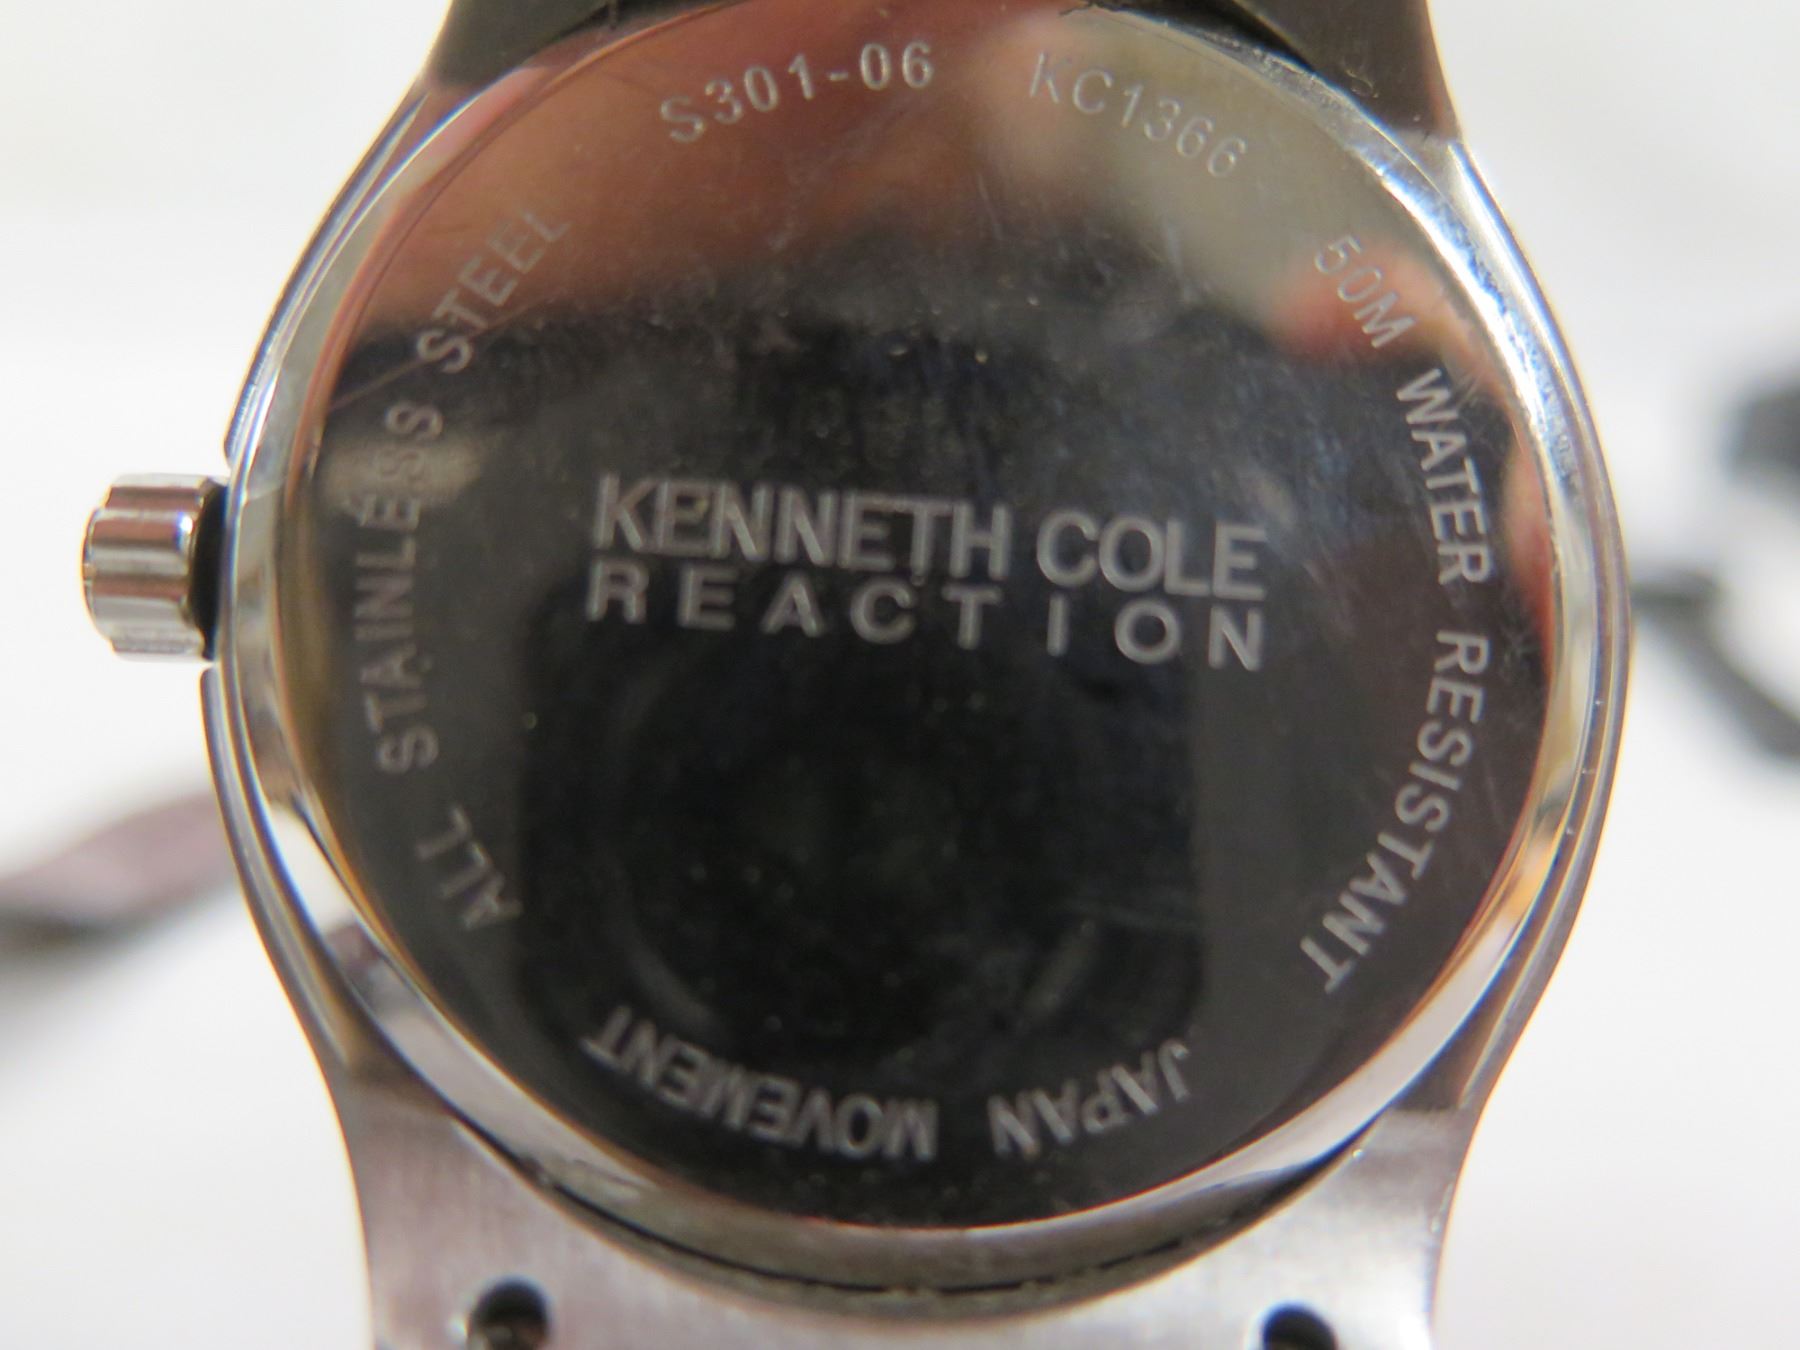 S301-06 KC1366
50M WATER RESISTANT
JAPAN MOVEMENT
ALL STAINLESS STEEL
KENNETH COLE
REACTION